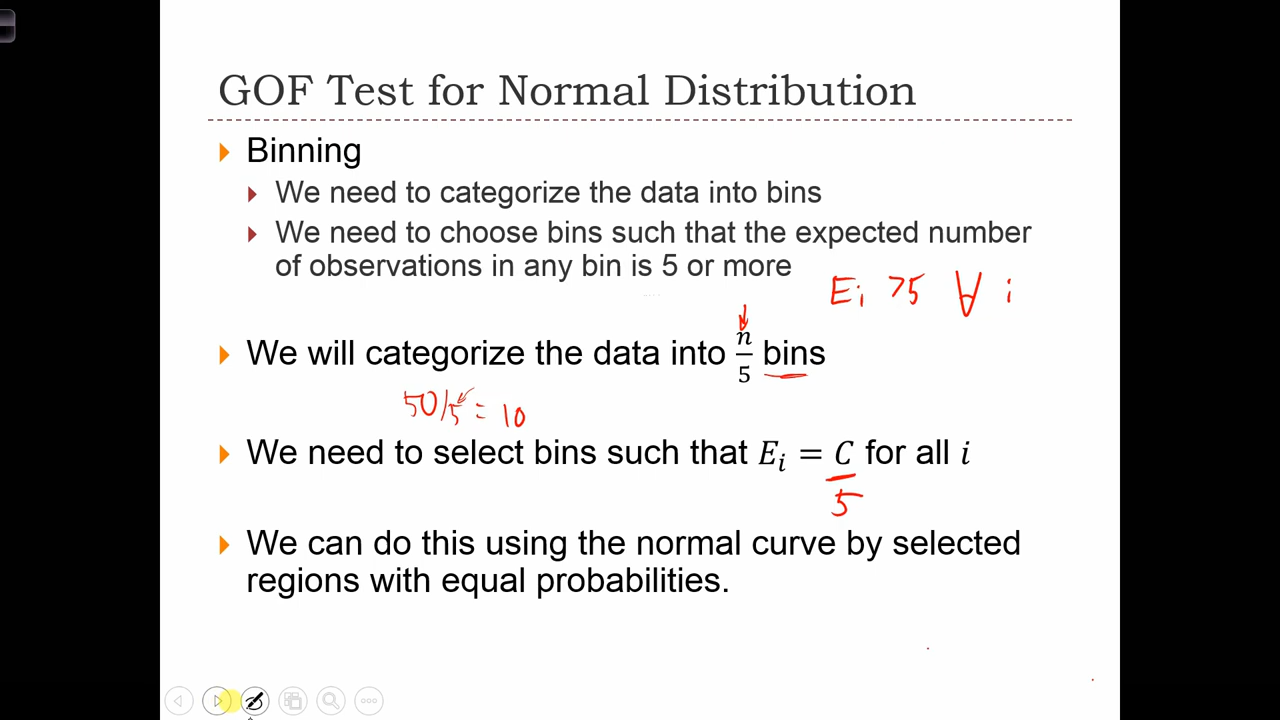 GOF Test for Normal Distribution
Binning
We need to categorize the data into bins
We need to choose bins such that the expected number
of observations in any bin is 5 or more
Ei >5 ∀ i
We will categorize the data into n/5 bins
50/5 = 10
We need to select bins such that Ei = C for all i
5
We can do this using the normal curve by selected
regions with equal probabilities.